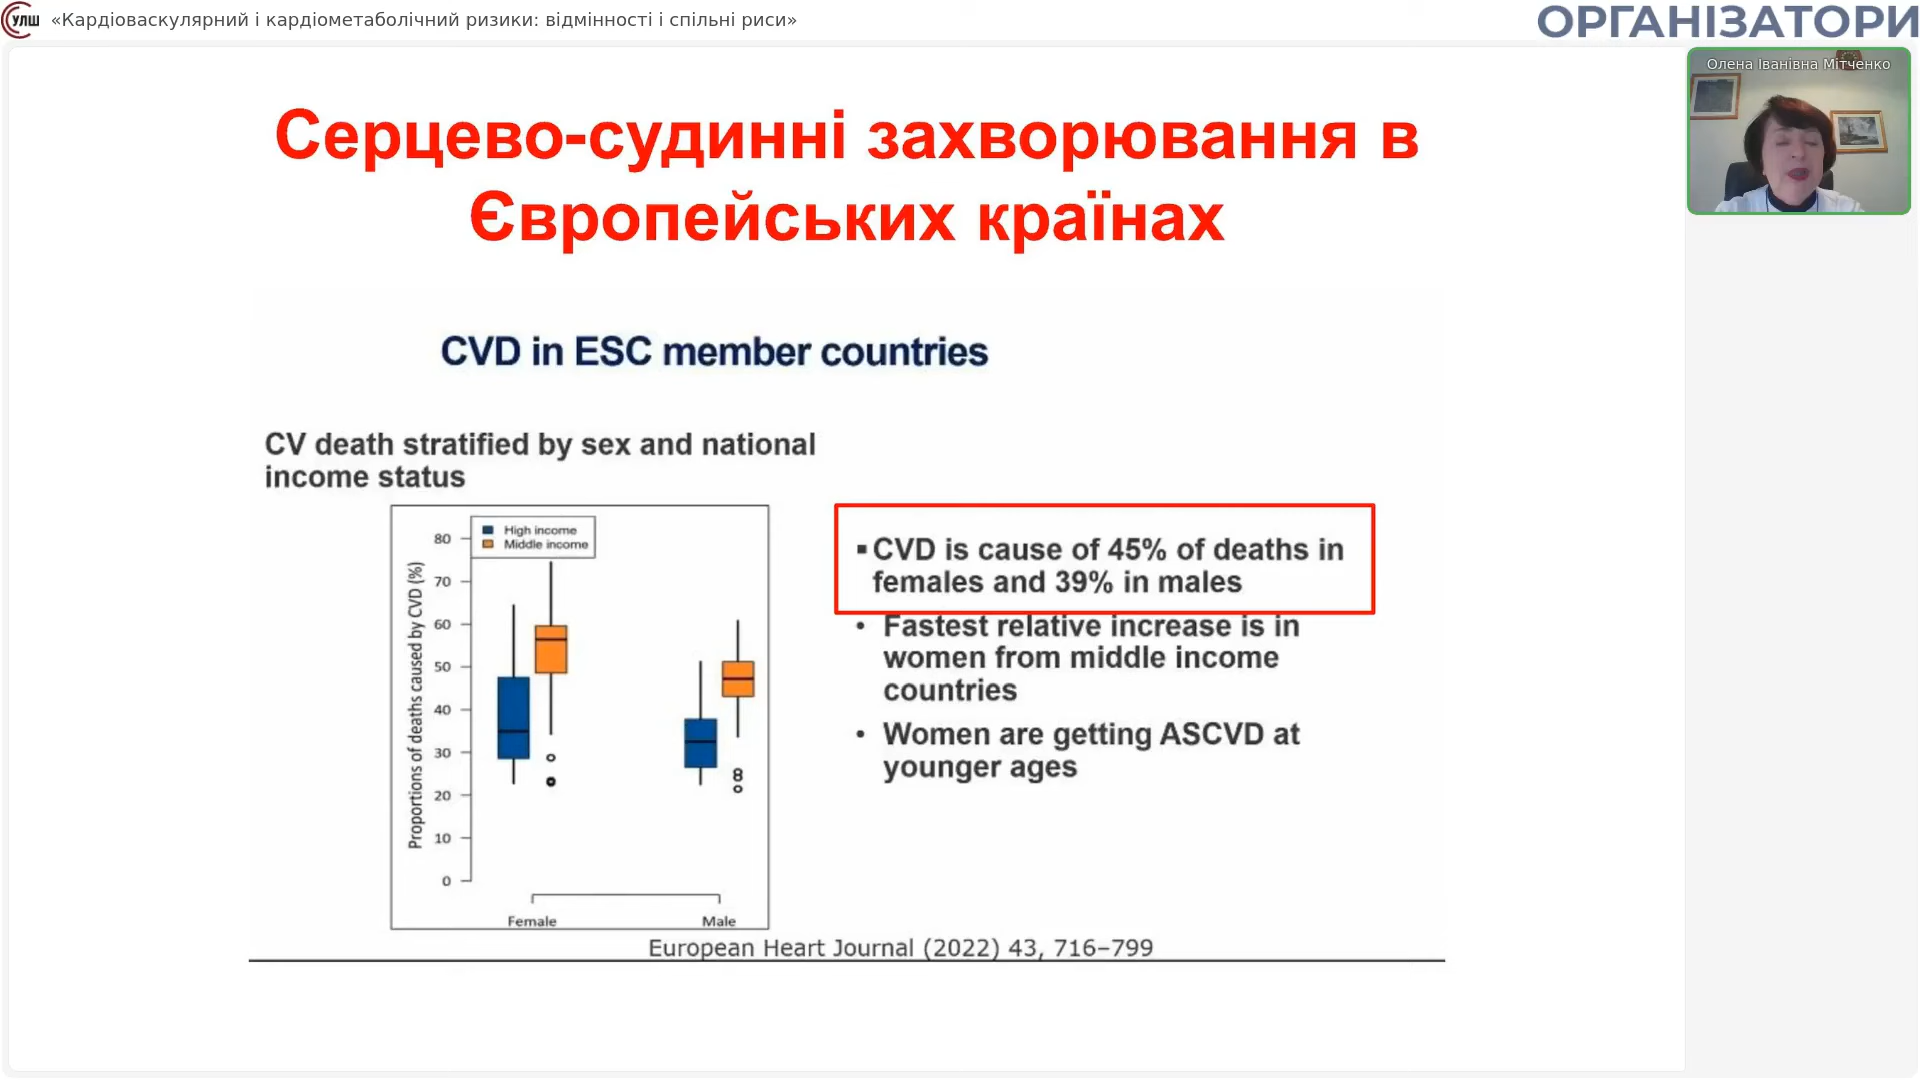 УЛШ «Кардіоваскулярний і кардіометаболічний ризики: відмінності і спільні риси»
ОРГАНІЗАТОРИ
Олена Іванівна Мітченко
Серцево-судинні захворювання в
Європейських країнах
CVD in ESC member countries
CV death stratified by sex and national
income status
High income
Middle income
Proportions of deaths caused by CVD (%)
80
70
60
50
40
30
20
10
0
Female Male
▪ CVD is cause of 45% of deaths in
females and 39% in males
• Fastest relative increase is in
women from middle income
countries
• Women are getting ASCVD at
younger ages
European Heart Journal (2022) 43, 716–799